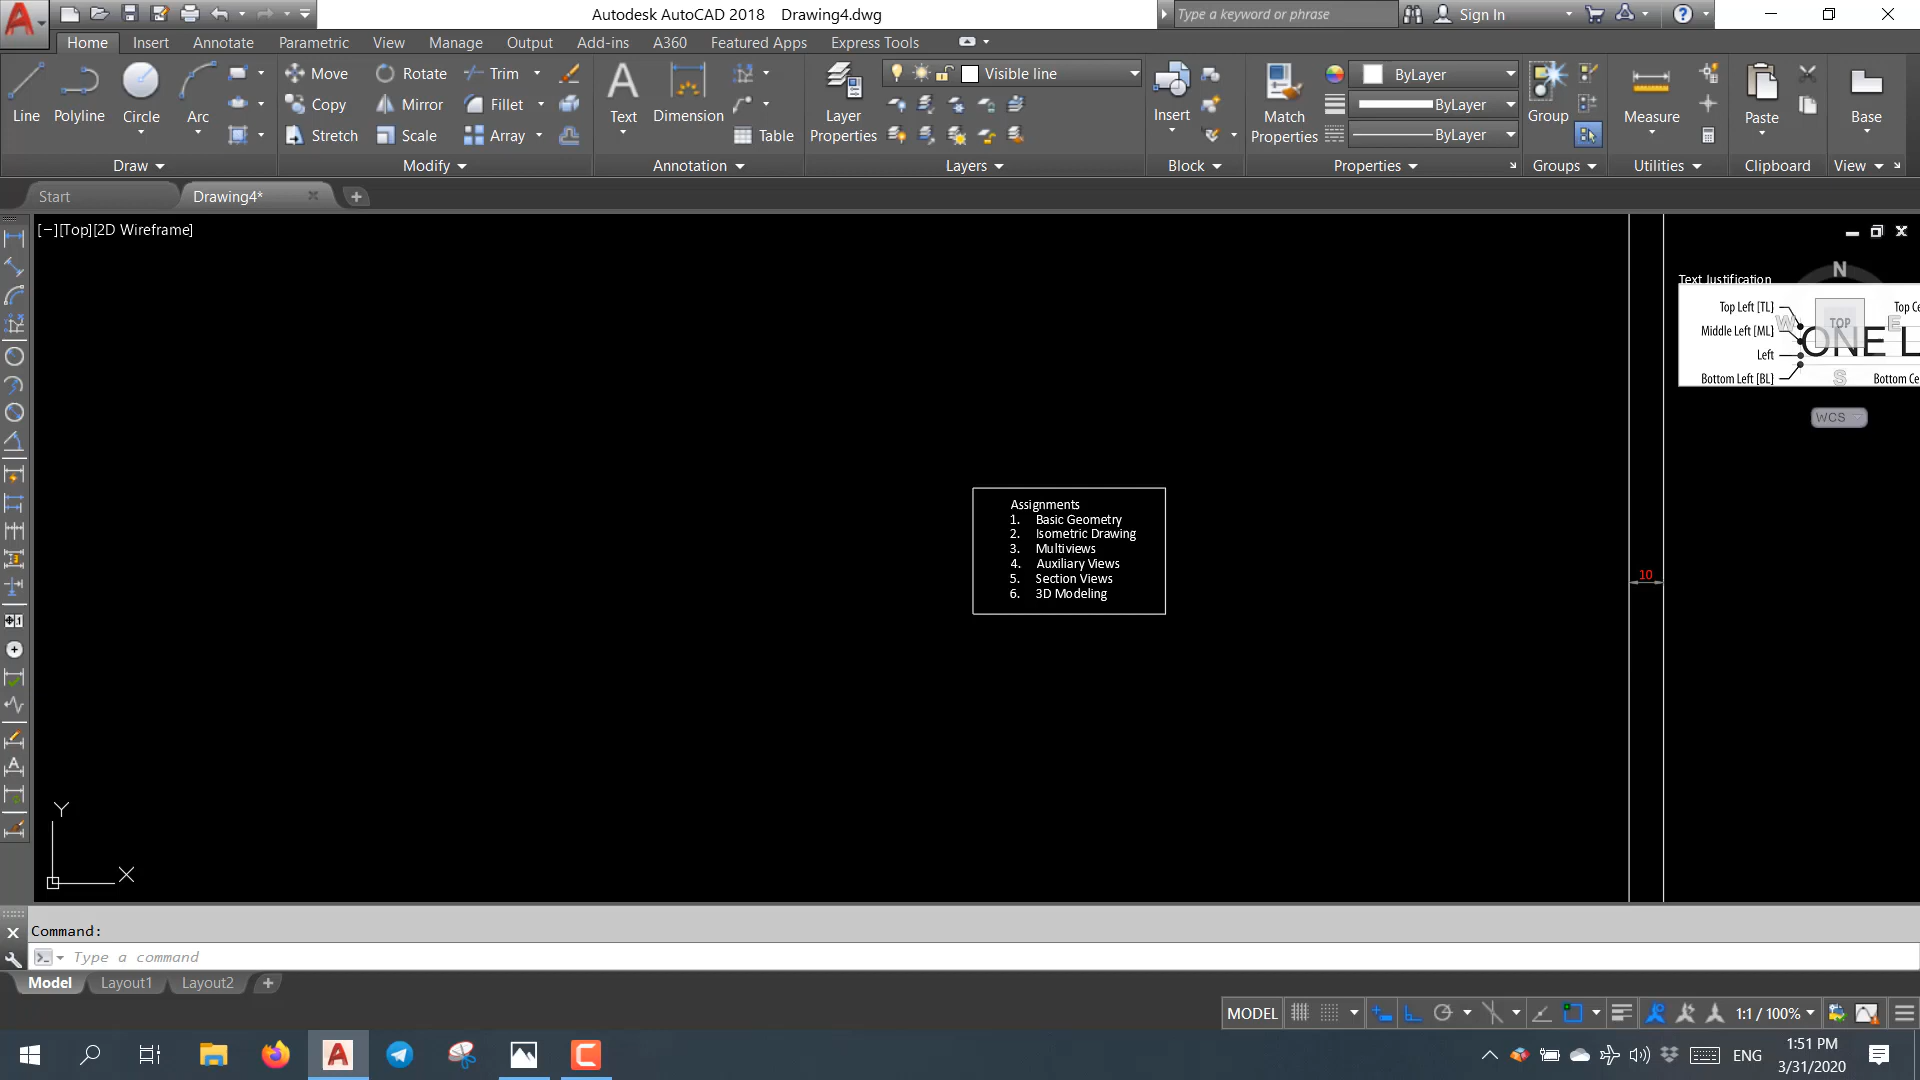 Autodesk AutoCAD 2018 Drawing4.dwg
Type a keyword or phrase
Sign In
Home Insert Annotate Parametric View Manage Output Add-ins A360 Featured Apps Express Tools
Line Polyline Circle Arc
Draw
Move Rotate Trim
Copy Mirror Fillet
Stretch Scale Array
Modify
Text Dimension Table
Annotation
Layer Properties
Visible line
Layers
Insert
Block
Match Properties
ByLayer
ByLayer
ByLayer
Properties
Group
Groups
Measure
Utilities
Paste
Clipboard
Base
View
Start Drawing4*
[−][Top][2D Wireframe]
Text Justification
Top Left [TL]
Middle Left [ML]
Left
Bottom Left [BL]
Top Ce
ONE L
Bottom Ce
N
W TOP E
S
WCS
Assignments
1. Basic Geometry
2. Isometric Drawing
3. Multiviews
4. Auxiliary Views
5. Section Views
6. 3D Modeling
10
Y
X
Command:
Type a command
Model Layout1 Layout2
MODEL 1:1 / 100%
ENG
1:51 PM
3/31/2020